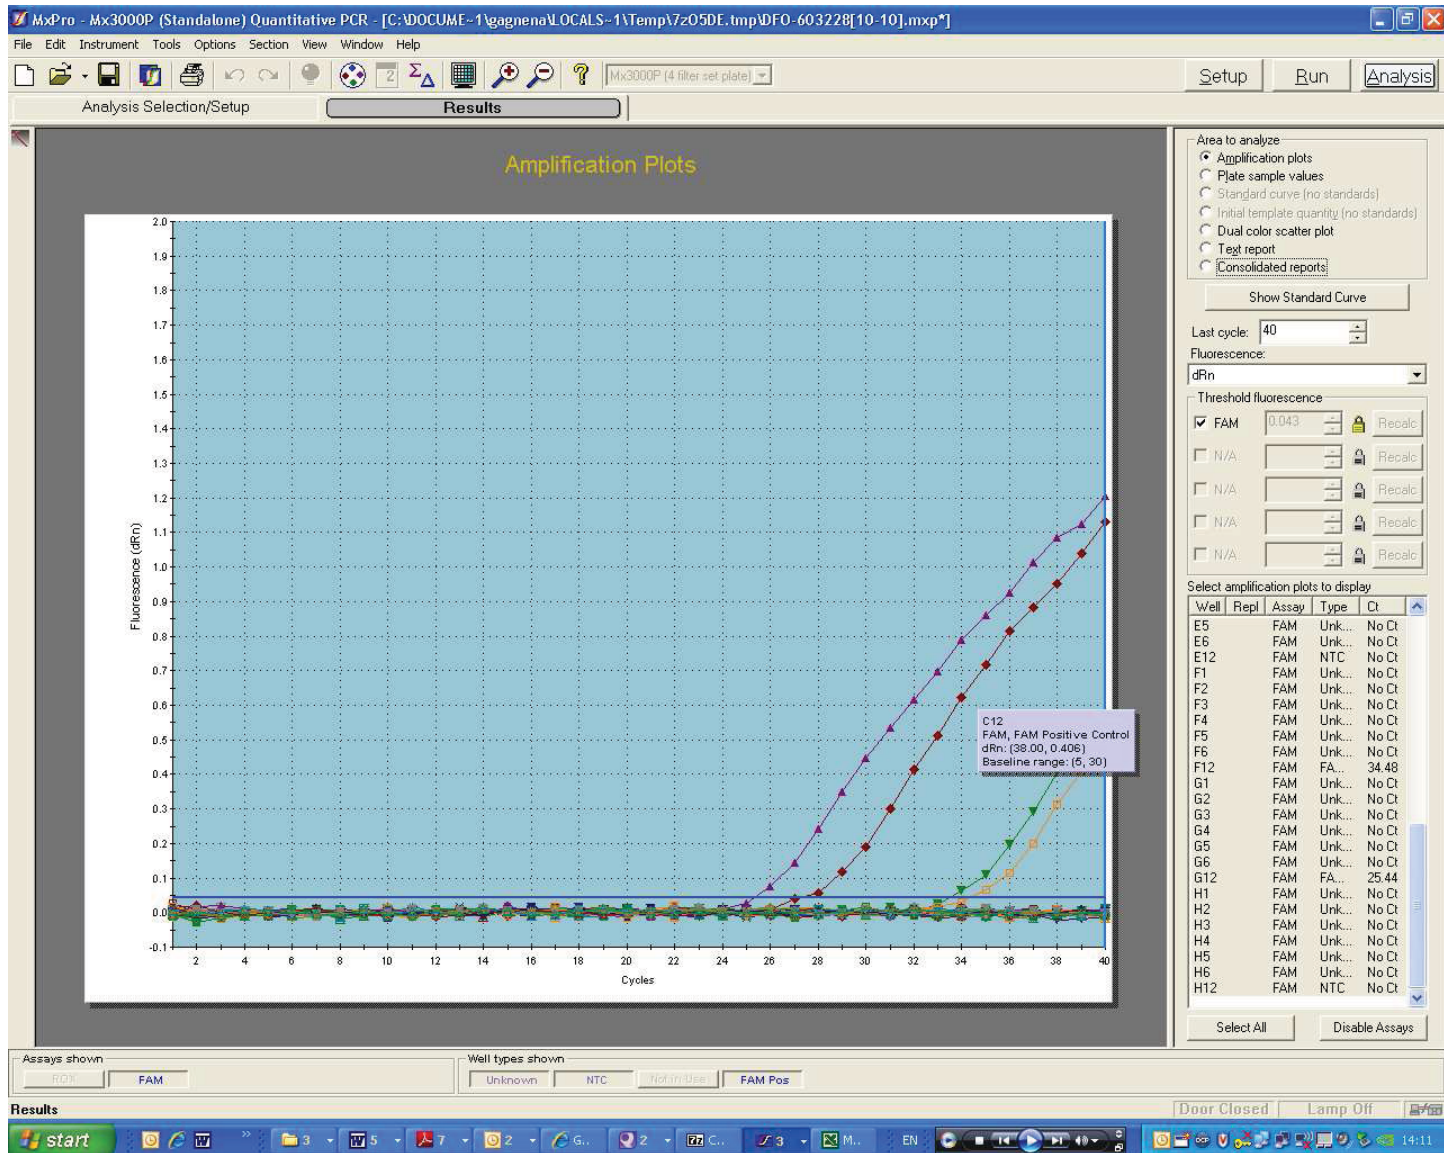 MxPro - Mx3000P (Standalone) Quantitative PCR - [C:\DOCUME~1\gagnena\LOCALS~1\Temp\7zO5DE.tmp\DFO-603228[10-10].mxp*]
File Edit Instrument Tools Options Section View Window Help
Mx3000P (4 filter set plate)
Setup Run Analysis
Analysis Selection/Setup Results
Amplification Plots
2.0
1.9
1.8
1.7
1.6
1.5
1.4
1.3
1.2
1.1
1.0
0.9
0.8
0.7
0.6
0.5
0.4
0.3
0.2
0.1
0.0
-0.1
Fluorescence (dRn)
2 4 6 8 10 12 14 16 18 20 22 24 26 28 30 32 34 36 38 40
Cycles
C12
FAM, FAM Positive Control
dRn: (38.00, 0.406)
Baseline range: (5, 30)
Area to analyze
Amplification plots
Plate sample values
Standard curve (no standards)
Initial template quantity (no standards)
Dual color scatter plot
Text report
Consolidated reports
Show Standard Curve
Last cycle: 40
Fluorescence:
dRn
Threshold fluorescence
FAM 0.043 Recalc
N/A Recalc
N/A Recalc
N/A Recalc
N/A Recalc
Select amplification plots to display
Well Repl Assay Type Ct
E5 FAM Unk... No Ct
E6 FAM Unk... No Ct
E12 FAM NTC No Ct
F1 FAM Unk... No Ct
F2 FAM Unk... No Ct
F3 FAM Unk... No Ct
F4 FAM Unk... No Ct
F5 FAM Unk... No Ct
F6 FAM Unk... No Ct
F12 FAM FA... 34.48
G1 FAM Unk... No Ct
G2 FAM Unk... No Ct
G3 FAM Unk... No Ct
G4 FAM Unk... No Ct
G5 FAM Unk... No Ct
G6 FAM Unk... No Ct
G12 FAM FA... 25.44
H1 FAM Unk... No Ct
H2 FAM Unk... No Ct
H3 FAM Unk... No Ct
H4 FAM Unk... No Ct
H5 FAM Unk... No Ct
H6 FAM Unk... No Ct
H12 FAM NTC No Ct
Select All Disable Assays
Assays shown
ROX FAM
Well types shown
Unknown NTC Not in Use FAM Pos
Results
Door Closed Lamp Off
start » 3 5 7 2 G.. 2 C.. 3 M.. EN 14:11